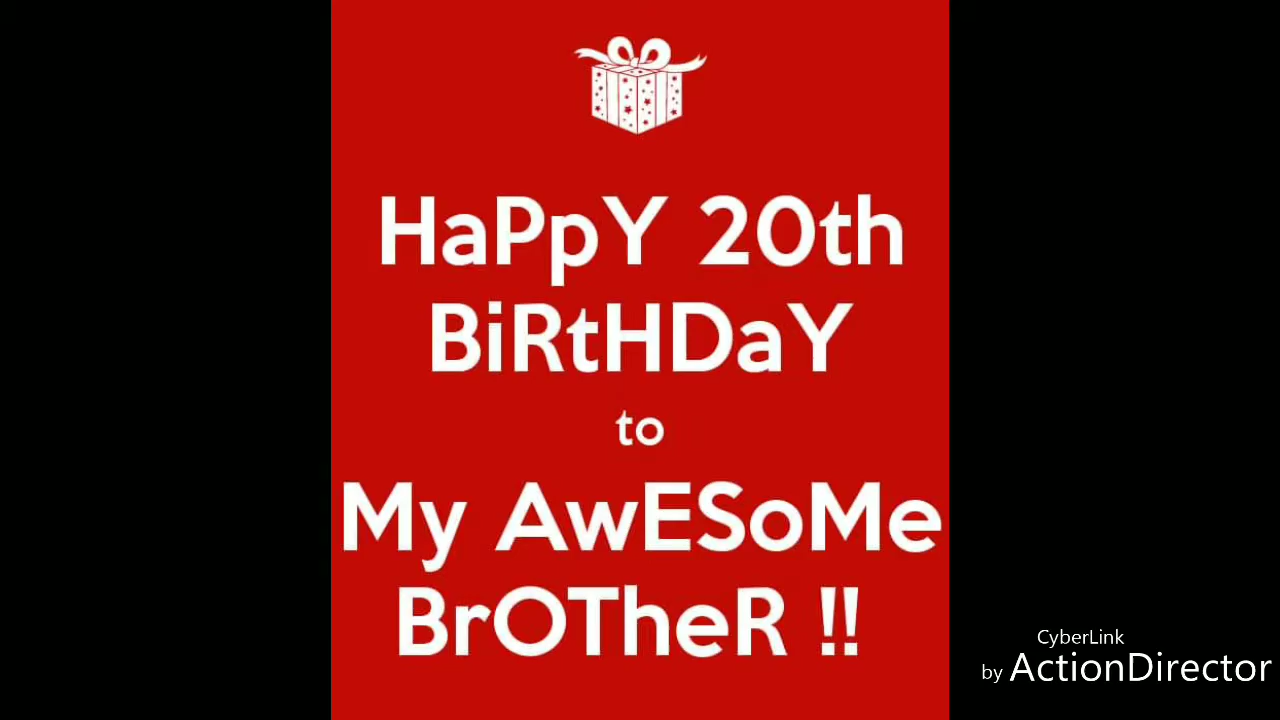 HaPpY 20th
BiRtHDaY
to
My AwESoMe
BrOTheR !!
CyberLink
by ActionDirector